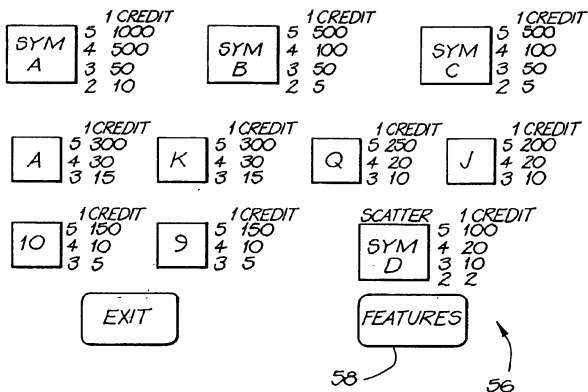 1 CREDIT 1 CREDIT 1 CREDIT
SYM A 5 1000 SYM B 5 500 SYM C 5 500
4 500 4 100 4 100
3 50 3 50 3 50
2 10 2 5 2 5
1 CREDIT 1 CREDIT 1 CREDIT 1 CREDIT
A 5 300 K 5 300 Q 5 250 J 5 200
4 30 4 30 4 20 4 20
3 15 3 15 3 10 3 10
1 CREDIT 1 CREDIT SCATTER 1 CREDIT
10 5 150 9 5 150 SYM D 5 100
4 10 4 10 4 20
3 5 3 5 3 10
2 2
EXIT FEATURES
58 56